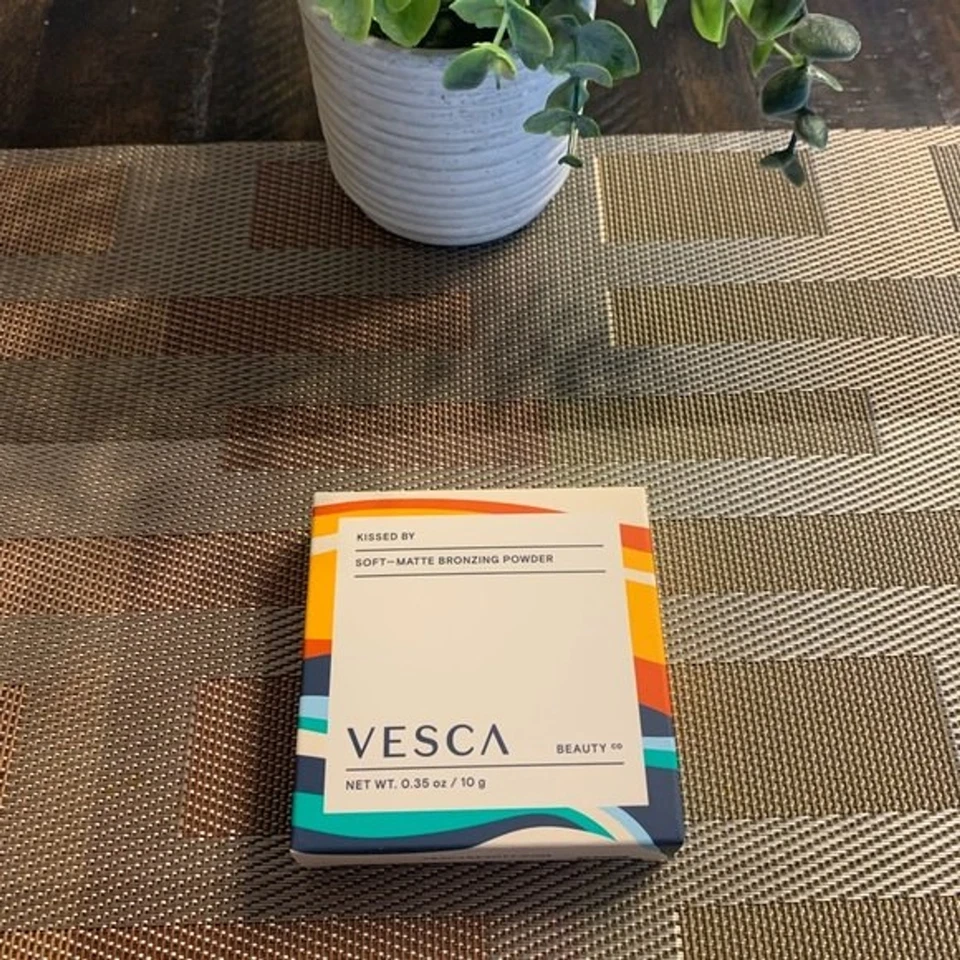 KISSED BY
SOFT-MATTE BRONZING POWDER
VESCA
BEAUTY CO
NET WT. 0.35 oz / 10 g